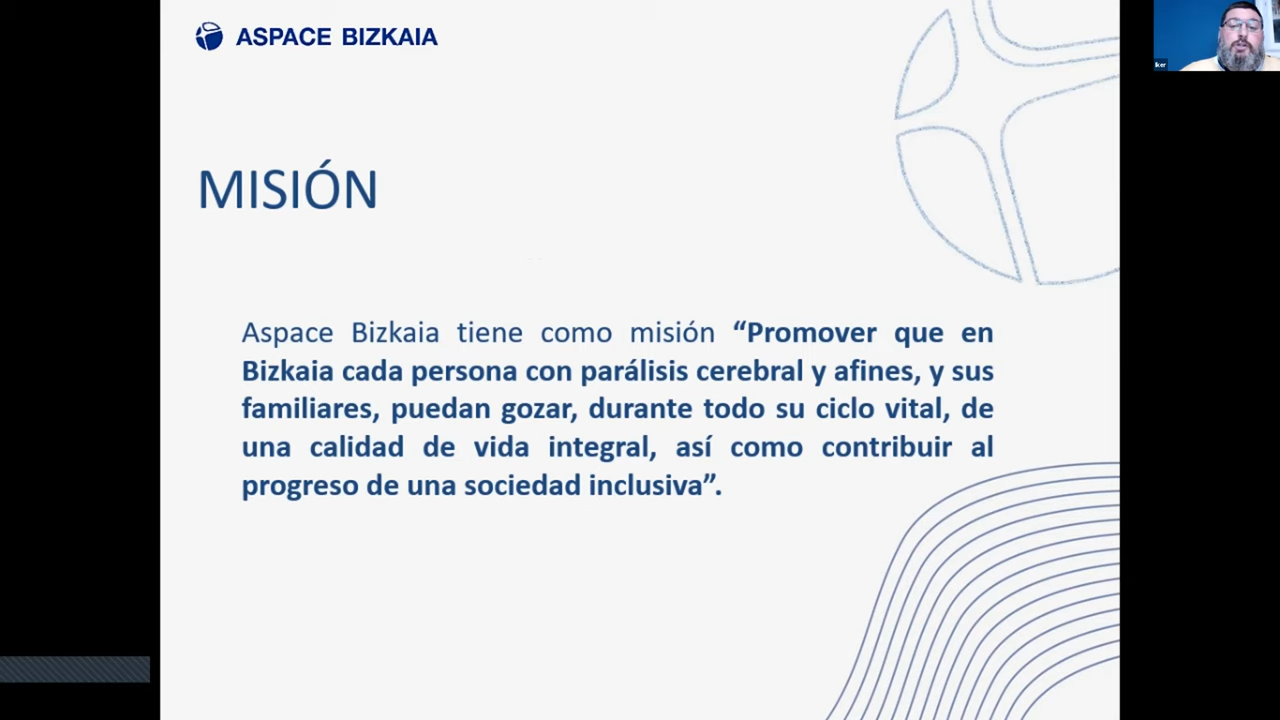 ASPACE BIZKAIA
MISIÓN
Aspace Bizkaia tiene como misión “Promover que en
Bizkaia cada persona con parálisis cerebral y afines, y sus
familiares, puedan gozar, durante todo su ciclo vital, de
una calidad de vida integral, así como contribuir al
progreso de una sociedad inclusiva”.
Iker